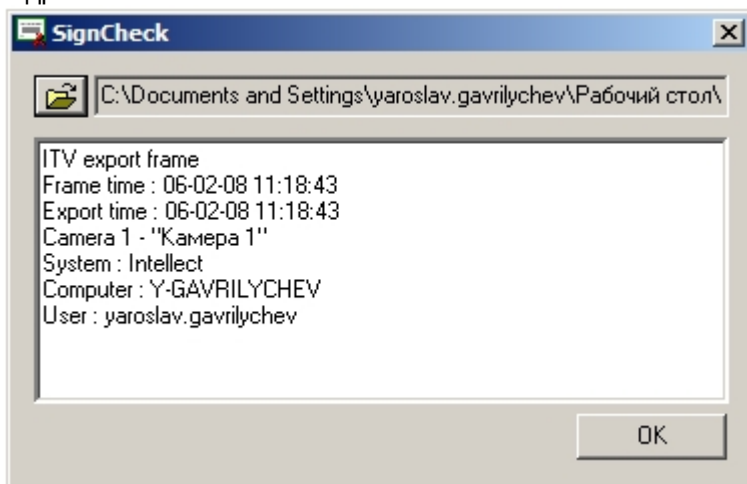 SignCheck
C:\Documents and Settings\yaroslav.gavrilychev\Рабочий стол\
ITV export frame
Frame time : 06-02-08 11:18:43
Export time : 06-02-08 11:18:43
Camera 1 - "Камера 1"
System : Intellect
Computer : Y-GAVRILYCHEV
User : yaroslav.gavrilychev
OK